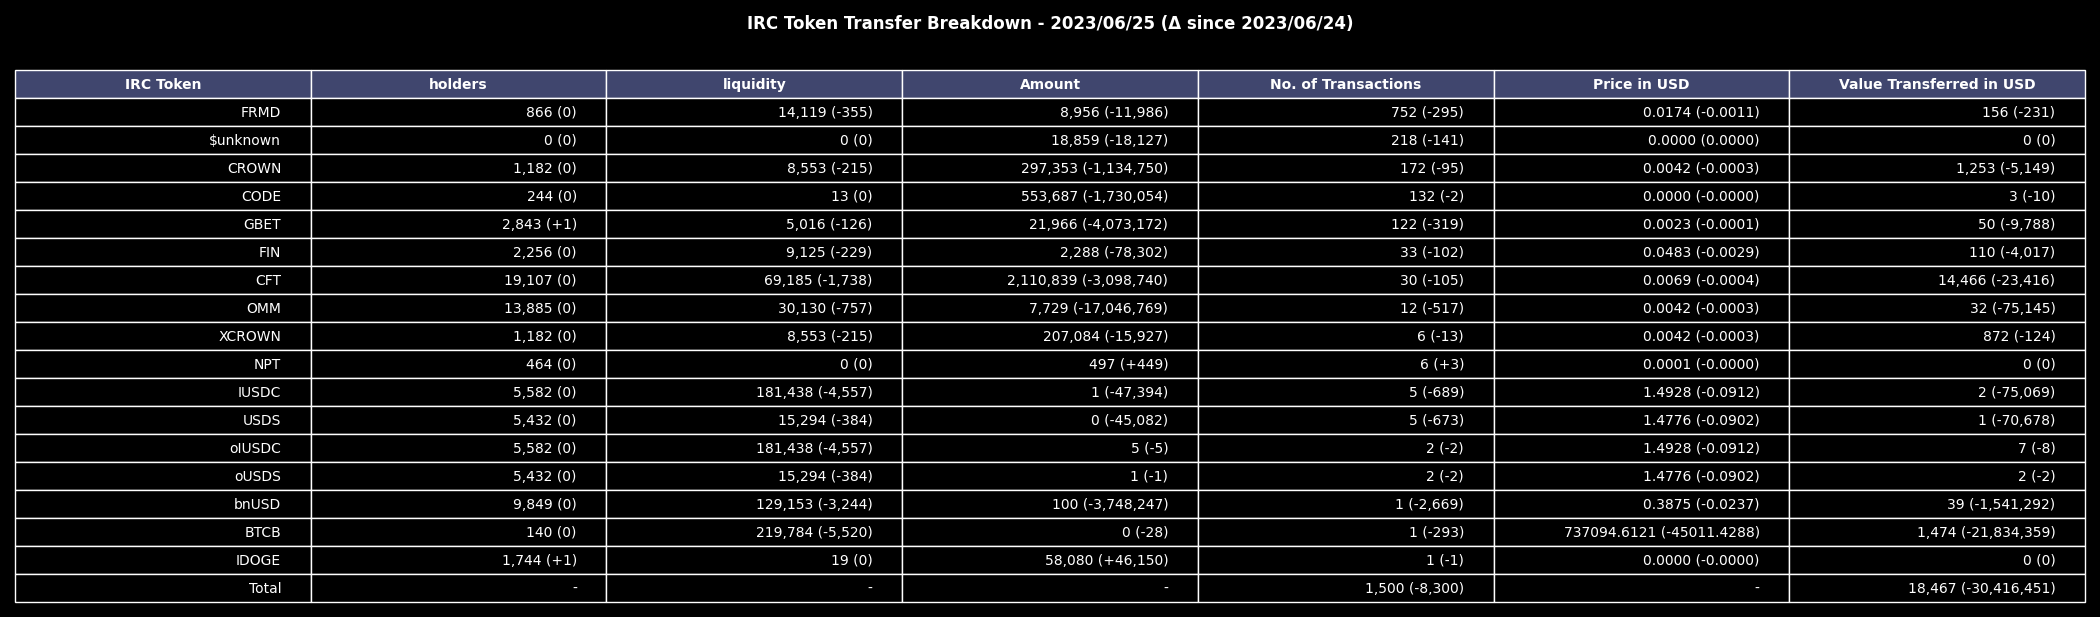 IRC Token Transfer Breakdown - 2023/06/25 (Δ since 2023/06/24)
IRC Token holders liquidity Amount No. of Transactions Price in USD Value Transferred in USD
FRMD 866 (0) 14,119 (-355) 8,956 (-11,986) 752 (-295) 0.0174 (-0.0011) 156 (-231)
$unknown 0 (0) 0 (0) 18,859 (-18,127) 218 (-141) 0.0000 (0.0000) 0 (0)
CROWN 1,182 (0) 8,553 (-215) 297,353 (-1,134,750) 172 (-95) 0.0042 (-0.0003) 1,253 (-5,149)
CODE 244 (0) 13 (0) 553,687 (-1,730,054) 132 (-2) 0.0000 (-0.0000) 3 (-10)
GBET 2,843 (+1) 5,016 (-126) 21,966 (-4,073,172) 122 (-319) 0.0023 (-0.0001) 50 (-9,788)
FIN 2,256 (0) 9,125 (-229) 2,288 (-78,302) 33 (-102) 0.0483 (-0.0029) 110 (-4,017)
CFT 19,107 (0) 69,185 (-1,738) 2,110,839 (-3,098,740) 30 (-105) 0.0069 (-0.0004) 14,466 (-23,416)
OMM 13,885 (0) 30,130 (-757) 7,729 (-17,046,769) 12 (-517) 0.0042 (-0.0003) 32 (-75,145)
XCROWN 1,182 (0) 8,553 (-215) 207,084 (-15,927) 6 (-13) 0.0042 (-0.0003) 872 (-124)
NPT 464 (0) 0 (0) 497 (+449) 6 (+3) 0.0001 (-0.0000) 0 (0)
IUSDC 5,582 (0) 181,438 (-4,557) 1 (-47,394) 5 (-689) 1.4928 (-0.0912) 2 (-75,069)
USDS 5,432 (0) 15,294 (-384) 0 (-45,082) 5 (-673) 1.4776 (-0.0902) 1 (-70,678)
oIUSDC 5,582 (0) 181,438 (-4,557) 5 (-5) 2 (-2) 1.4928 (-0.0912) 7 (-8)
oUSDS 5,432 (0) 15,294 (-384) 1 (-1) 2 (-2) 1.4776 (-0.0902) 2 (-2)
bnUSD 9,849 (0) 129,153 (-3,244) 100 (-3,748,247) 1 (-2,669) 0.3875 (-0.0237) 39 (-1,541,292)
BTCB 140 (0) 219,784 (-5,520) 0 (-28) 1 (-293) 737094.6121 (-45011.4288) 1,474 (-21,834,359)
IDOGE 1,744 (+1) 19 (0) 58,080 (+46,150) 1 (-1) 0.0000 (-0.0000) 0 (0)
Total - - - 1,500 (-8,300) - 18,467 (-30,416,451)